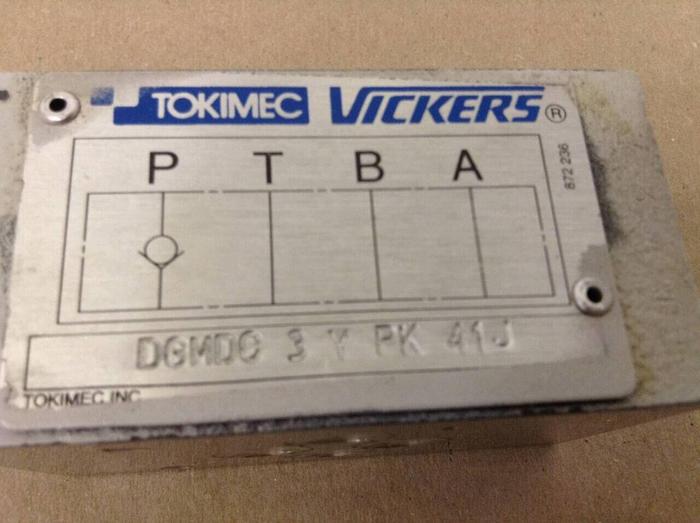 TOKIMEC VICKERS®
P T B A
872 236
DGMDC 3 Y PK 41J
TOKIMEC INC